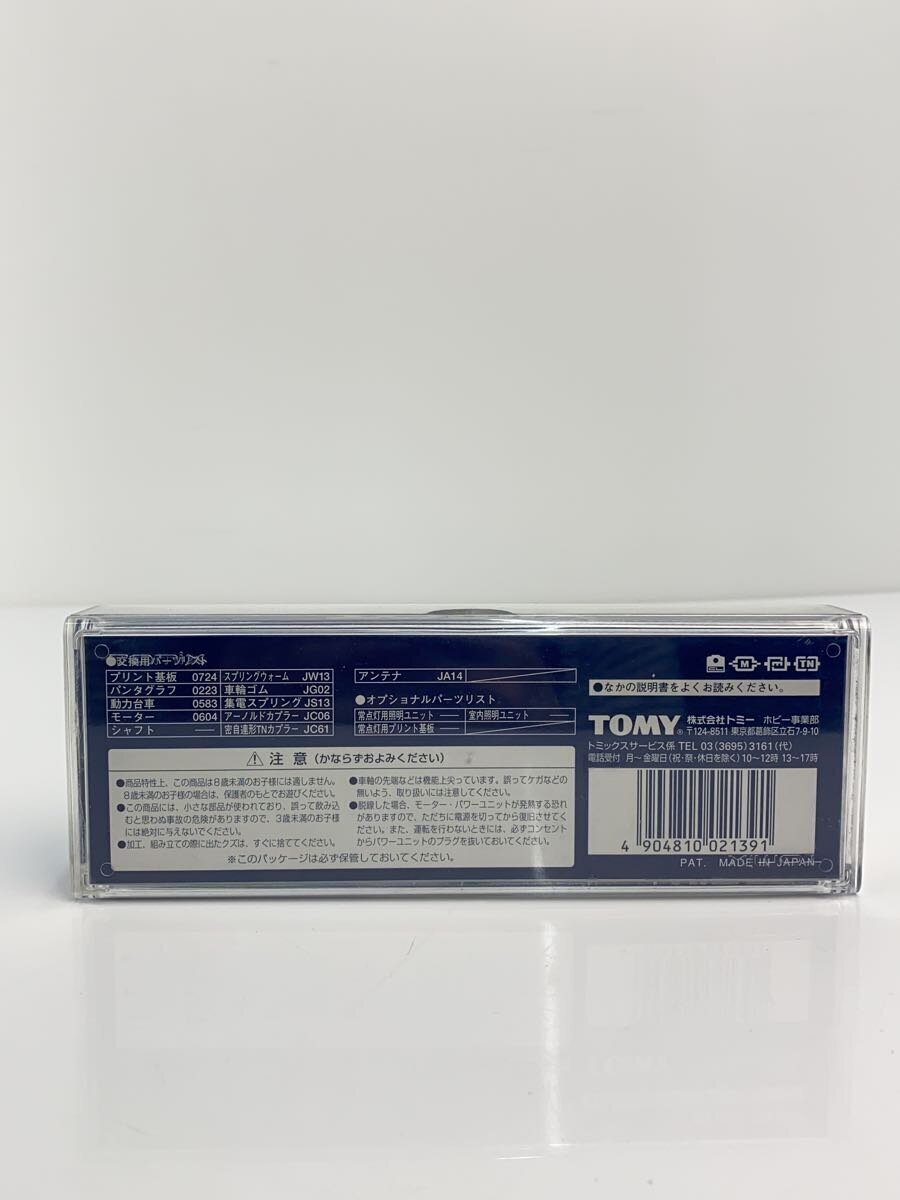 ●交換用パーツリスト
プリント基板 0724 スプリングウォーム JW13
パンタグラフ 0223 車輪ゴム JG02
動力台車 0583 集電スプリング JS13
モーター 0604 アーノルドカプラー JC06
シャフト ── 密自連形TNカプラー JC61
アンテナ JA14
●オプショナルパーツリスト
常点灯用照明ユニット ── 室内照明ユニット ──
常点灯用プリント基板 ──
⚠ 注 意 (かならずおよみください)
●商品特性上、この商品は8歳未満のお子様には適しません。
8歳未満のお子様の場合は、保護者のもとでお遊びください。
●この商品には、小さな部品が使われており、誤って飲み込
むと思わぬ事故の危険がありますので、3歳未満のお子様
には絶対に与えないでください。
●加工、組み立ての際に出たクズは、すぐに捨ててください。
●車軸の先端などは機能上尖っています。誤ってケガなどの
無いよう、取り扱いには注意してください。
●脱線した場合、モーター・パワーユニットが発熱する恐れ
がありますので、ただちに電源を切ってから復旧させてく
ださい。また、運転を行わないときには、必ずコンセント
からパワーユニットのプラグを抜いておいてください。
※このパッケージは必ず保管しておいてください。
M TN
●なかの説明書をよくお読みください。
TOMY® 株式会社トミー ホビー事業部
〒124-8511 東京都葛飾区立石7-9-10
トミックスサービス係 TEL 03(3695)3161(代)
電話受付 月〜金曜日(祝・祭・休日を除く)10〜12時 13〜17時
4 904810 021391
PAT. MADE IN JAPAN